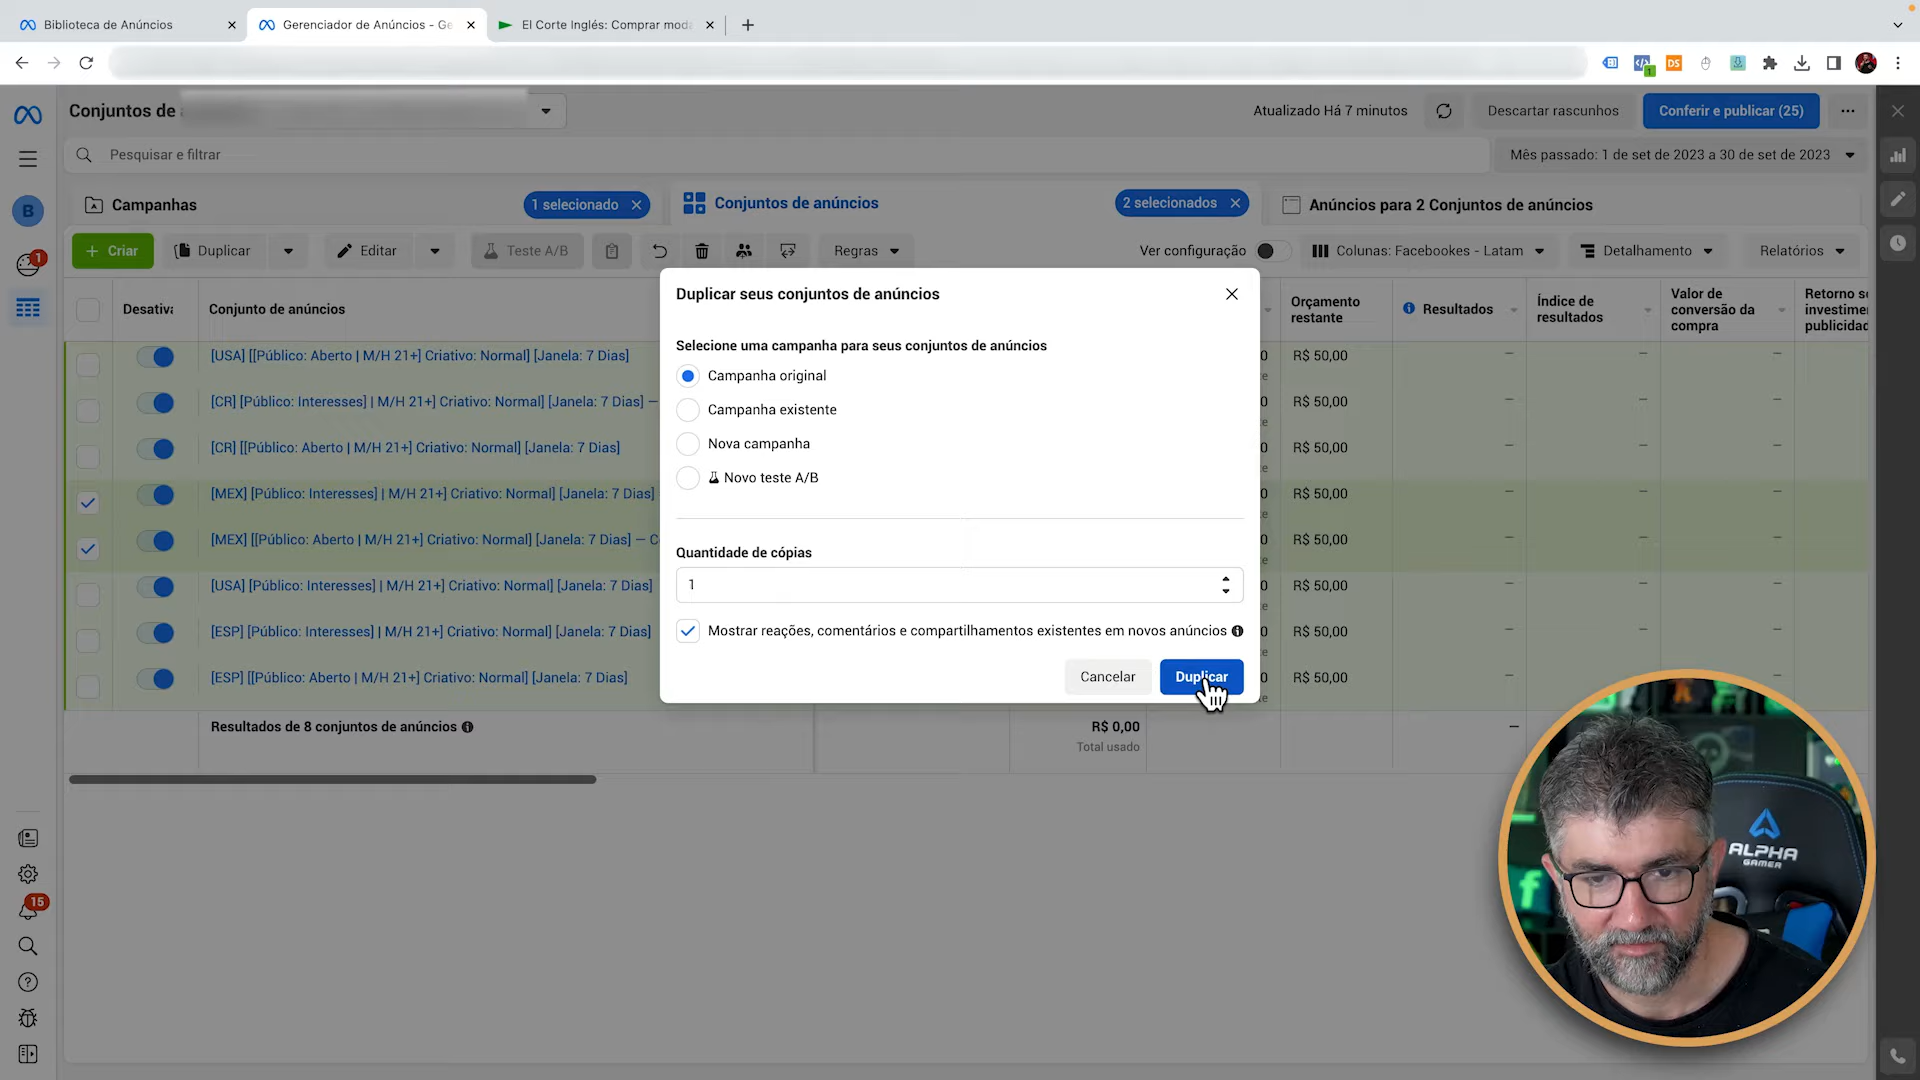 Biblioteca de Anúncios
Gerenciador de Anúncios - Ge
El Corte Inglés: Comprar moda
1
DS
Conjuntos de
Atualizado Há 7 minutos
Descartar rascunhos
Conferir e publicar (25)
Pesquisar e filtrar
Mês passado: 1 de set de 2023 a 30 de set de 2023
B
Campanhas
1 selecionado
Conjuntos de anúncios
2 selecionados
Anúncios para 2 Conjuntos de anúncios
1
+ Criar
Duplicar
Editar
Teste A/B
Regras
Ver configuração
Colunas: Facebookes - Latam
Detalhamento
Relatórios
Desativa
Conjunto de anúncios
Orçamento restante
Resultados
Índice de resultados
Valor de conversão da compra
Retorno so investimen publicidad
[USA] [[Público: Aberto | M/H 21+] Criativo: Normal] [Janela: 7 Dias]
R$ 50,00
[CR] [Público: Interesses] | M/H 21+] Criativo: Normal] [Janela: 7 Dias] —
R$ 50,00
[CR] [[Público: Aberto | M/H 21+] Criativo: Normal] [Janela: 7 Dias]
R$ 50,00
[MEX] [Público: Interesses] | M/H 21+] Criativo: Normal] [Janela: 7 Dias]
R$ 50,00
[MEX] [[Público: Aberto | M/H 21+] Criativo: Normal] [Janela: 7 Dias] — C
R$ 50,00
[USA] [Público: Interesses] | M/H 21+] Criativo: Normal] [Janela: 7 Dias]
R$ 50,00
[ESP] [Público: Interesses] | M/H 21+] Criativo: Normal] [Janela: 7 Dias]
R$ 50,00
[ESP] [[Público: Aberto | M/H 21+] Criativo: Normal] [Janela: 7 Dias]
R$ 50,00
Resultados de 8 conjuntos de anúncios
R$ 0,00
Total usado
Duplicar seus conjuntos de anúncios
Selecione uma campanha para seus conjuntos de anúncios
Campanha original
Campanha existente
Nova campanha
Novo teste A/B
Quantidade de cópias
1
Mostrar reações, comentários e compartilhamentos existentes em novos anúncios
Cancelar
Duplicar
15
ALPHA
GAMER